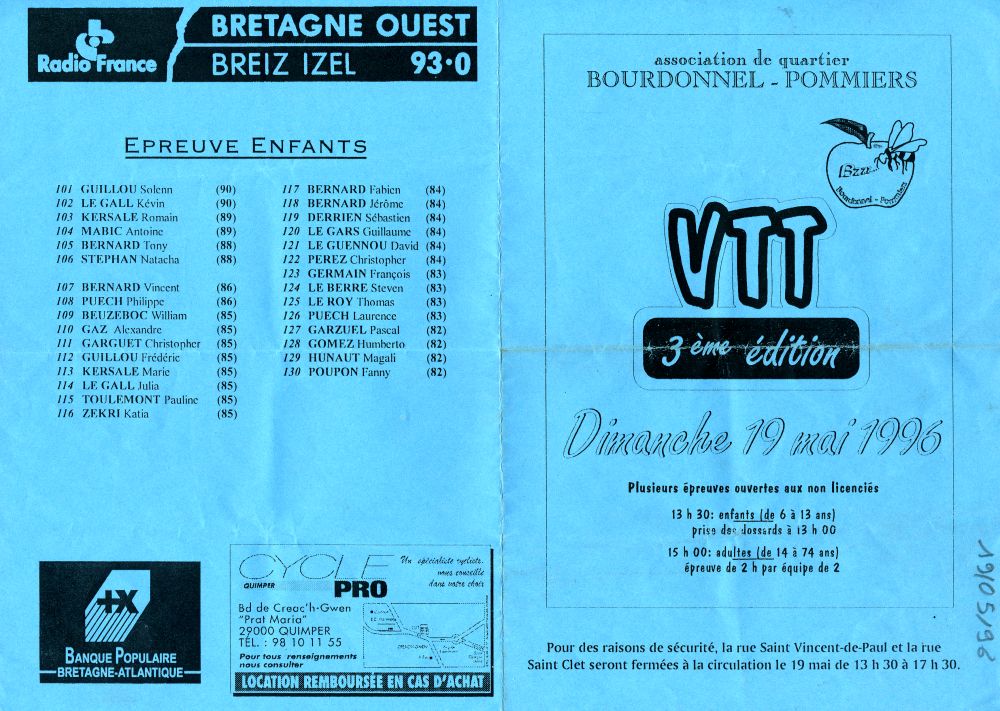 Radio France
BRETAGNE OUEST
BREIZ IZEL 93·0
EPREUVE ENFANTS
101 GUILLOU Solenn (90)
102 LE GALL Kévin (90)
103 KERSALE Romain (89)
104 MABIC Antoine (89)
105 BERNARD Tony (88)
106 STEPHAN Natacha (88)
107 BERNARD Vincent (86)
108 PUECH Philippe (86)
109 BEUZEBOC William (85)
110 GAZ Alexandre (85)
111 GARGUET Christopher (85)
112 GUILLOU Frédéric (85)
113 KERSALE Marie (85)
114 LE GALL Julia (85)
115 TOULEMONT Pauline (85)
116 ZEKRI Katia (85)
117 BERNARD Fabien (84)
118 BERNARD Jérôme (84)
119 DERRIEN Sébastien (84)
120 LE GARS Guillaume (84)
121 LE GUENNOU David (84)
122 PEREZ Christopher (84)
123 GERMAIN François (83)
124 LE BERRE Steven (83)
125 LE ROY Thomas (83)
126 PUECH Laurence (83)
127 GARZUEL Pascal (82)
128 GOMEZ Humberto (82)
129 HUNAUT Magali (82)
130 POUPON Fanny (82)
+X
BANQUE POPULAIRE
BRETAGNE-ATLANTIQUE
CYCLE
QUIMPER PRO
Un spécialiste cycliste
vous conseille
dans votre choix
Bd de Creac'h-Gwen
"Prat Maria"
29000 QUIMPER
TÉL. : 98 10 11 55
Pour tous renseignements
nous consulter
LOCATION REMBOURSÉE EN CAS D'ACHAT
association de quartier
BOURDONNEL - POMMIERS
Bzz...
Bourdonnel - Pommiers
VTT
3 ème édition
Dimanche 19 mai 1996
Plusieurs épreuves ouvertes aux non licenciés
13 h 30: enfants (de 6 à 13 ans)
prise des dossards à 13 h 00
15 h 00: adultes (de 14 à 74 ans)
épreuve de 2 h par équipe de 2
Pour des raisons de sécurité, la rue Saint Vincent-de-Paul et la rue
Saint Clet seront fermées à la circulation le 19 mai de 13 h 30 à 17 h 30.
19/05/96